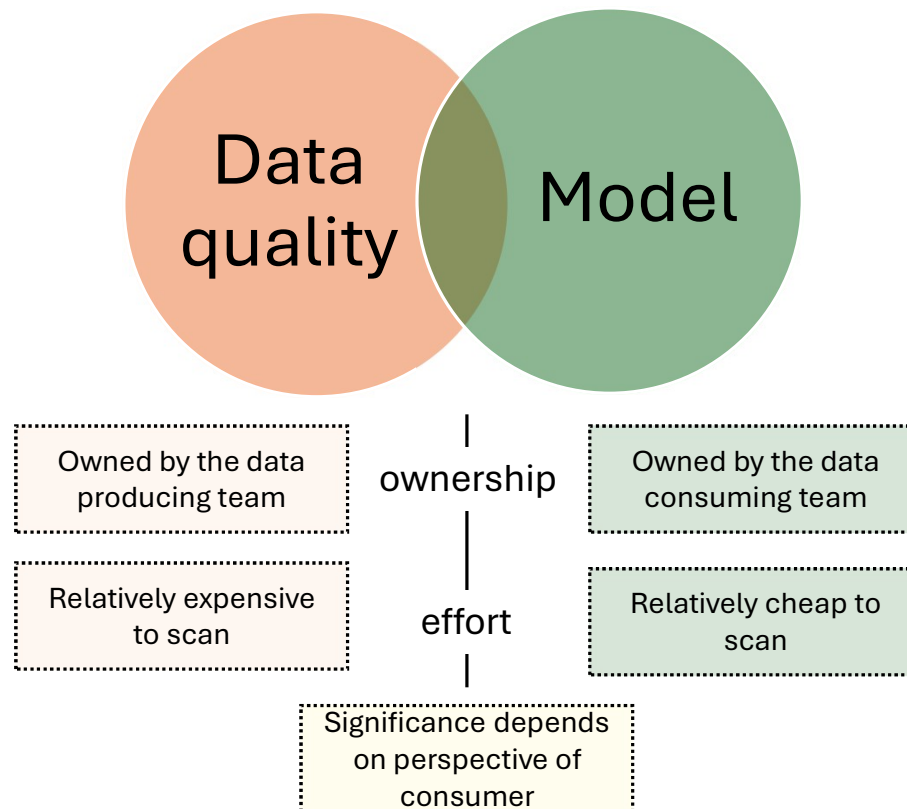 Data
quality
Model
Owned by the data
producing team
ownership
Owned by the data
consuming team
Relatively expensive
to scan
effort
Relatively cheap to
scan
Significance depends
on perspective of
consumer